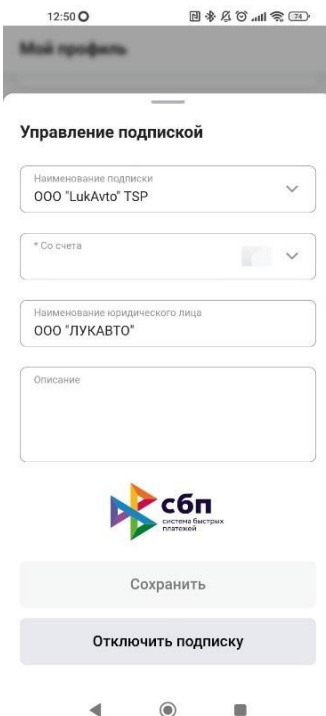 12:50
74
Мой профиль
Управление подпиской
Наименование подписки
ООО "LukAvto" TSP
* Со счета
Наименование юридического лица
ООО "ЛУКАВТО"
Описание
сбп
система быстрых
платежей
Сохранить
Отключить подписку